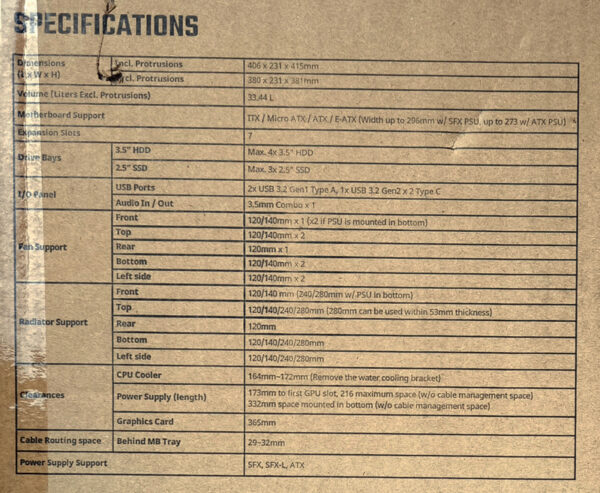 SPECIFICATIONS
Dimensions (L x W x H) Incl. Protrusions 406 x 231 x 415mm
Excl. Protrusions 380 x 231 x 381mm
Volume (Liters Excl. Protrusions) 33.44 L
Motherboard Support ITX / Micro ATX / ATX / E-ATX (Width up to 296mm w/ SFX PSU, up to 273 w/ ATX PSU)
Expansion Slots 7
Drive Bays 3.5" HDD Max. 4x 3.5" HDD
2.5" SSD Max. 3x 2.5" SSD
I/O Panel USB Ports 2x USB 3.2 Gen1 Type A, 1x USB 3.2 Gen2 x 2 Type C
Audio In / Out 3.5mm Combo x 1
Fan Support Front 120/140mm x 1 (x2 if PSU is mounted in bottom)
Top 120/140mm x 2
Rear 120mm x 1
Bottom 120/140mm x 2
Left side 120/140mm x 2
Radiator Support Front 120/140 mm (240/280mm w/ PSU in bottom)
Top 120/140/240/280mm (280mm can be used within 53mm thickness)
Rear 120mm
Bottom 120/140/240/280mm
Left side 120/140/240/280mm
Clearances CPU Cooler 164mm~172mm (Remove the water cooling bracket)
Power Supply (length) 173mm to first GPU slot, 216 maximum space (w/o cable management space)
332mm space mounted in bottom (w/o cable management space)
Graphics Card 365mm
Cable Routing space Behind MB Tray 29~32mm
Power Supply Support SFX, SFX-L, ATX